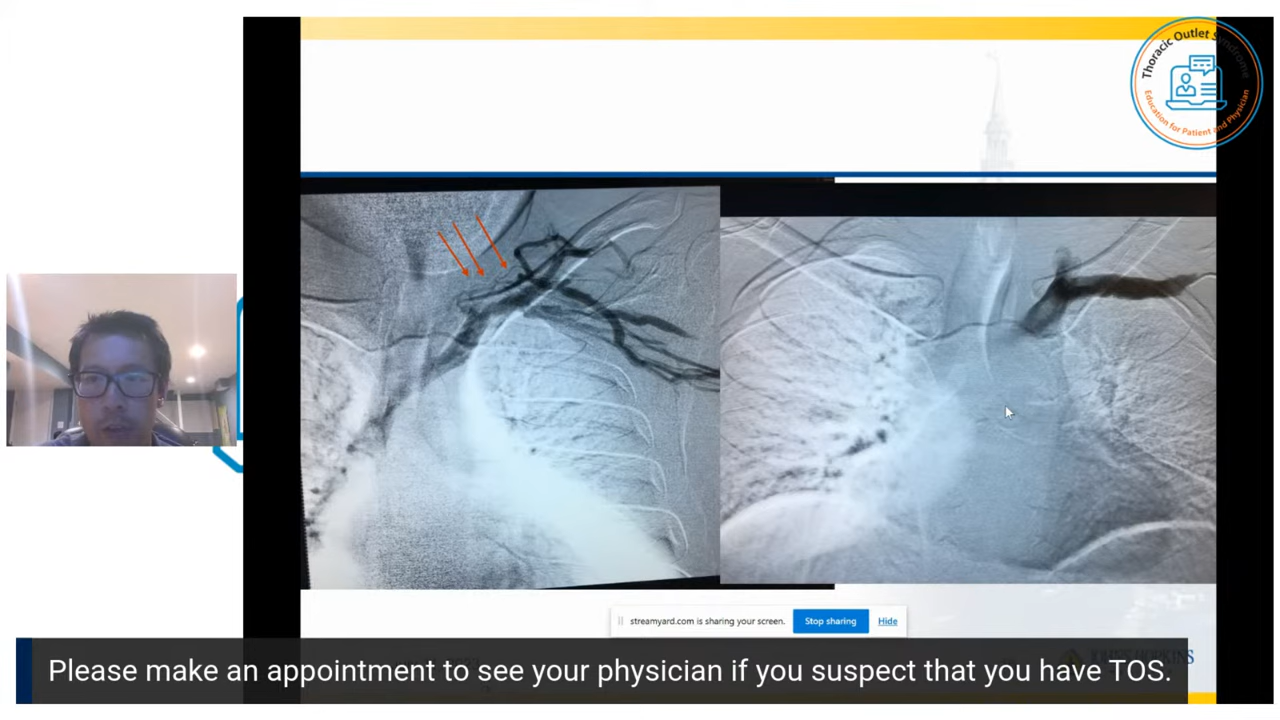 Thoracic Outlet Syndrome
Education for Patient and Physician
streamyard.com is sharing your screen.
Stop sharing
Hide
Please make an appointment to see your physician if you suspect that you have TOS.